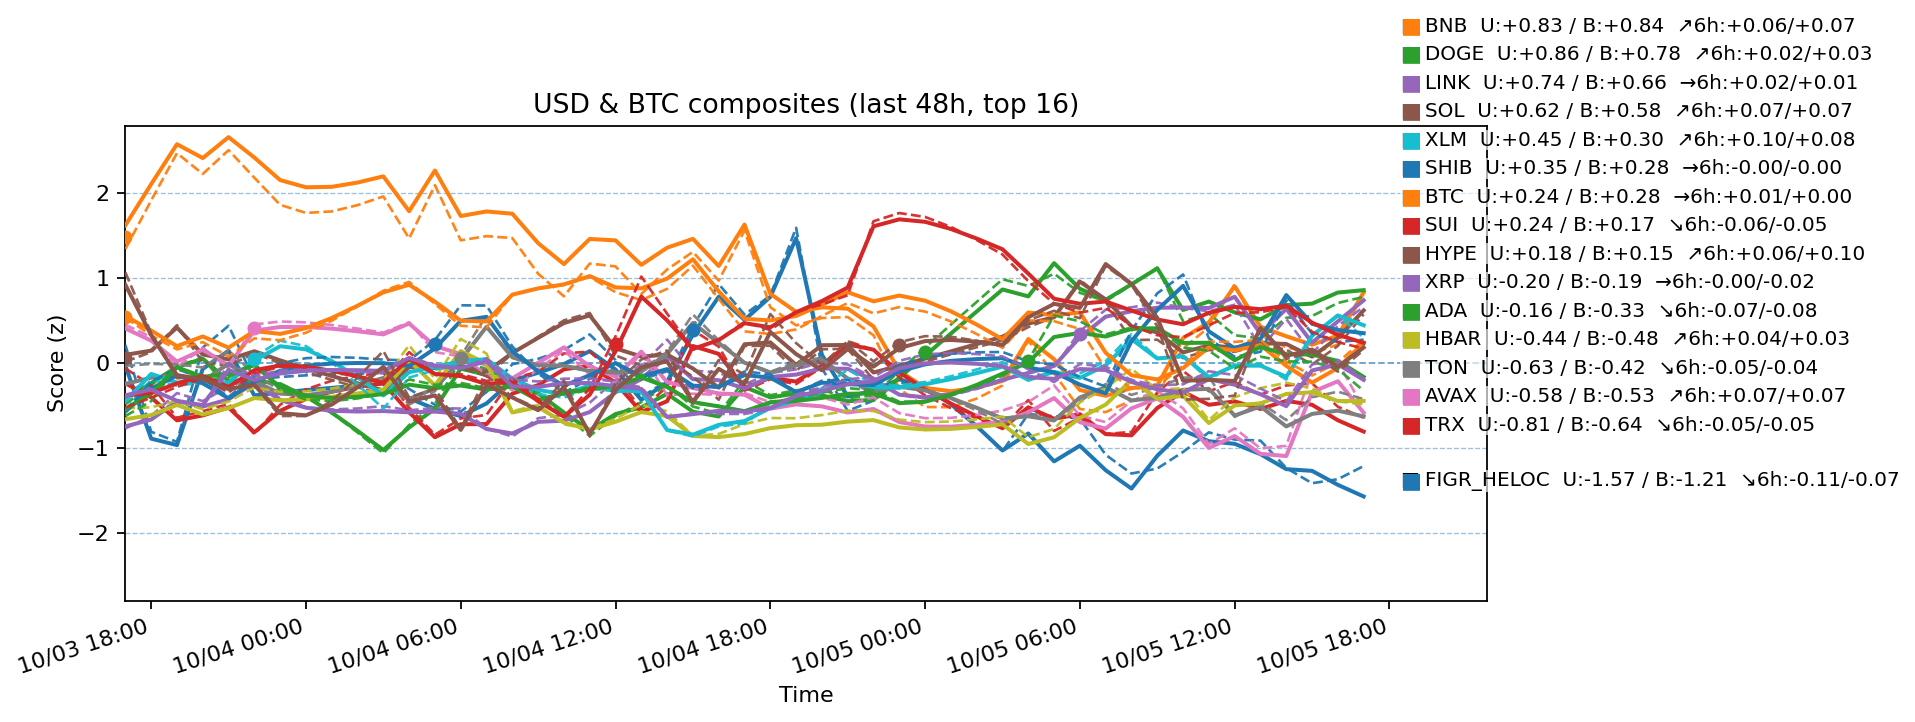 BNB  U:+0.83 / B:+0.84  ↗6h:+0.06/+0.07
DOGE  U:+0.86 / B:+0.78  ↗6h:+0.02/+0.03
LINK  U:+0.74 / B:+0.66  →6h:+0.02/+0.01
SOL  U:+0.62 / B:+0.58  ↗6h:+0.07/+0.07
XLM  U:+0.45 / B:+0.30  ↗6h:+0.10/+0.08
SHIB  U:+0.35 / B:+0.28  →6h:-0.00/-0.00
BTC  U:+0.24 / B:+0.28  →6h:+0.01/+0.00
SUI  U:+0.24 / B:+0.17  ↘6h:-0.06/-0.05
HYPE  U:+0.18 / B:+0.15  ↗6h:+0.06/+0.10
XRP  U:-0.20 / B:-0.19  →6h:-0.00/-0.02
ADA  U:-0.16 / B:-0.33  ↘6h:-0.07/-0.08
HBAR  U:-0.44 / B:-0.48  ↗6h:+0.04/+0.03
TON  U:-0.63 / B:-0.42  ↘6h:-0.05/-0.04
AVAX  U:-0.58 / B:-0.53  ↗6h:+0.07/+0.07
TRX  U:-0.81 / B:-0.64  ↘6h:-0.05/-0.05
FIGR_HELOC  U:-1.57 / B:-1.21  ↘6h:-0.11/-0.07
USD & BTC composites (last 48h, top 16)
Score (z)
2
1
0
−1
−2
10/03 18:00
10/04 00:00
10/04 06:00
10/04 12:00
10/04 18:00
10/05 00:00
10/05 06:00
10/05 12:00
10/05 18:00
Time